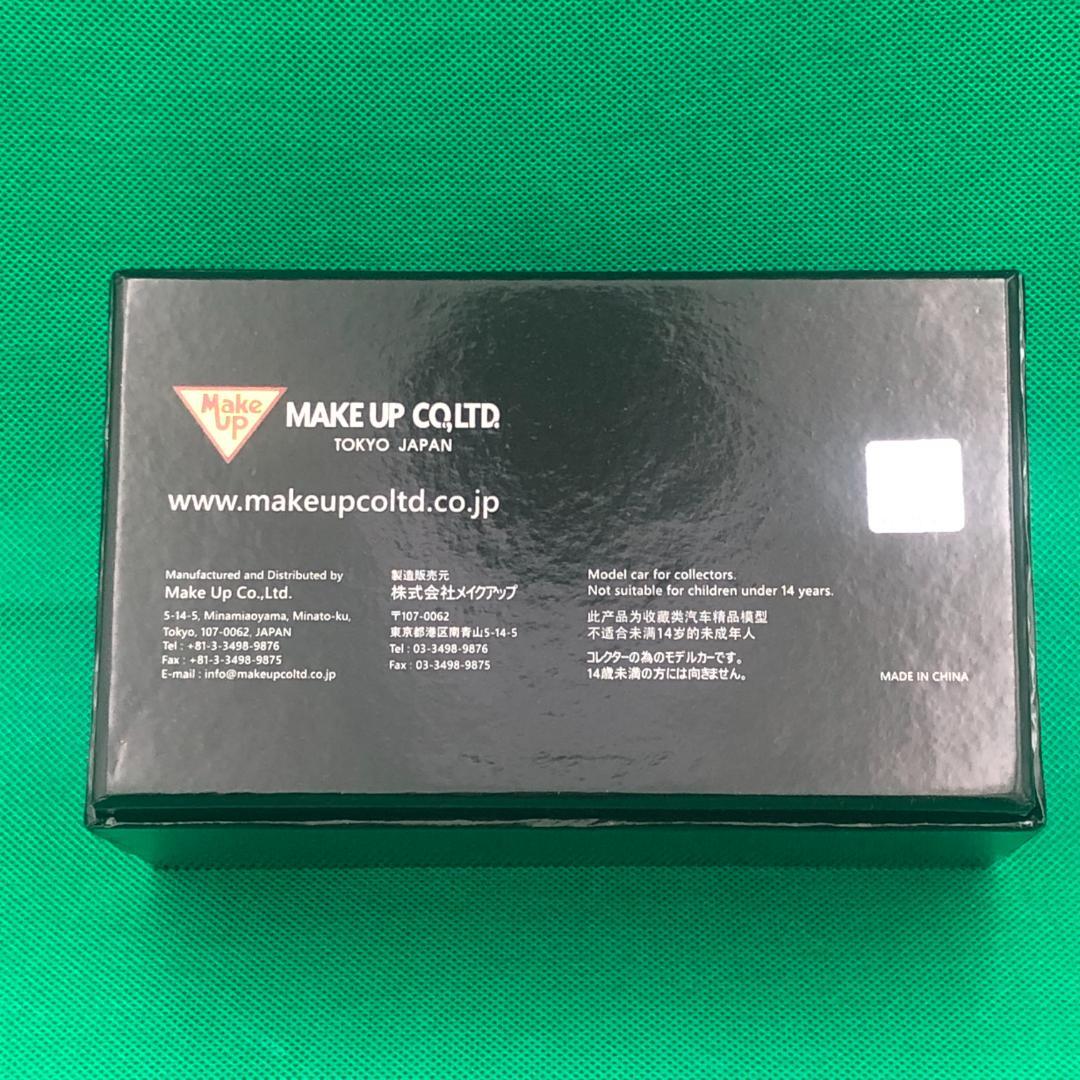 Make
Up
MAKE UP CO.,LTD.
TOKYO JAPAN
www.makeupcoltd.co.jp
Manufactured and Distributed by
Make Up Co.,Ltd.
5-14-5, Minamiaoyama, Minato-ku,
Tokyo, 107-0062, JAPAN
Tel : +81-3-3498-9876
Fax : +81-3-3498-9875
E-mail : info@makeupcoltd.co.jp
製造販売元
株式会社メイクアップ
〒107-0062
東京都港区南青山5-14-5
Tel : 03-3498-9876
Fax : 03-3498-9875
Model car for collectors.
Not suitable for children under 14 years.
此产品为收藏类汽车精品模型
不适合未满14岁的未成年人
コレクターの為のモデルカーです。
14歳未満の方には向きません。
MADE IN CHINA